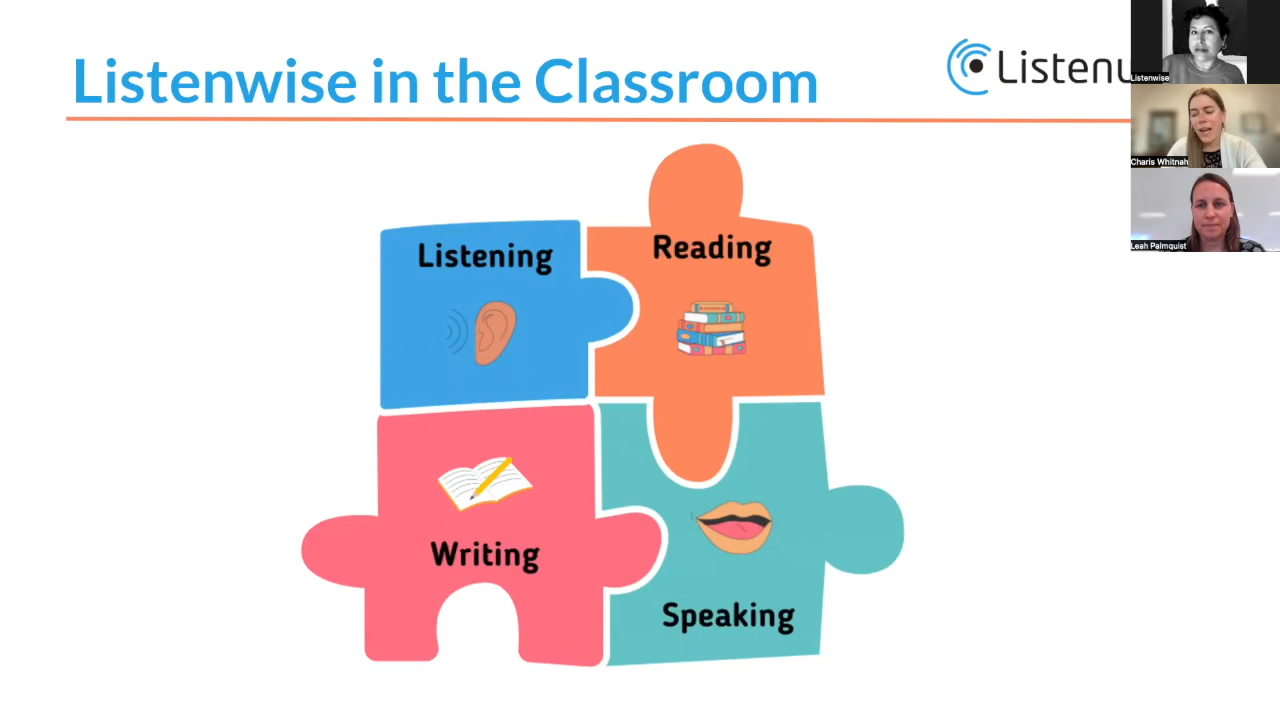 Listenwise in the Classroom
Listenw
Listenwise
Charis Whitnah
Leah Palmquist
Listening
Reading
Writing
Speaking